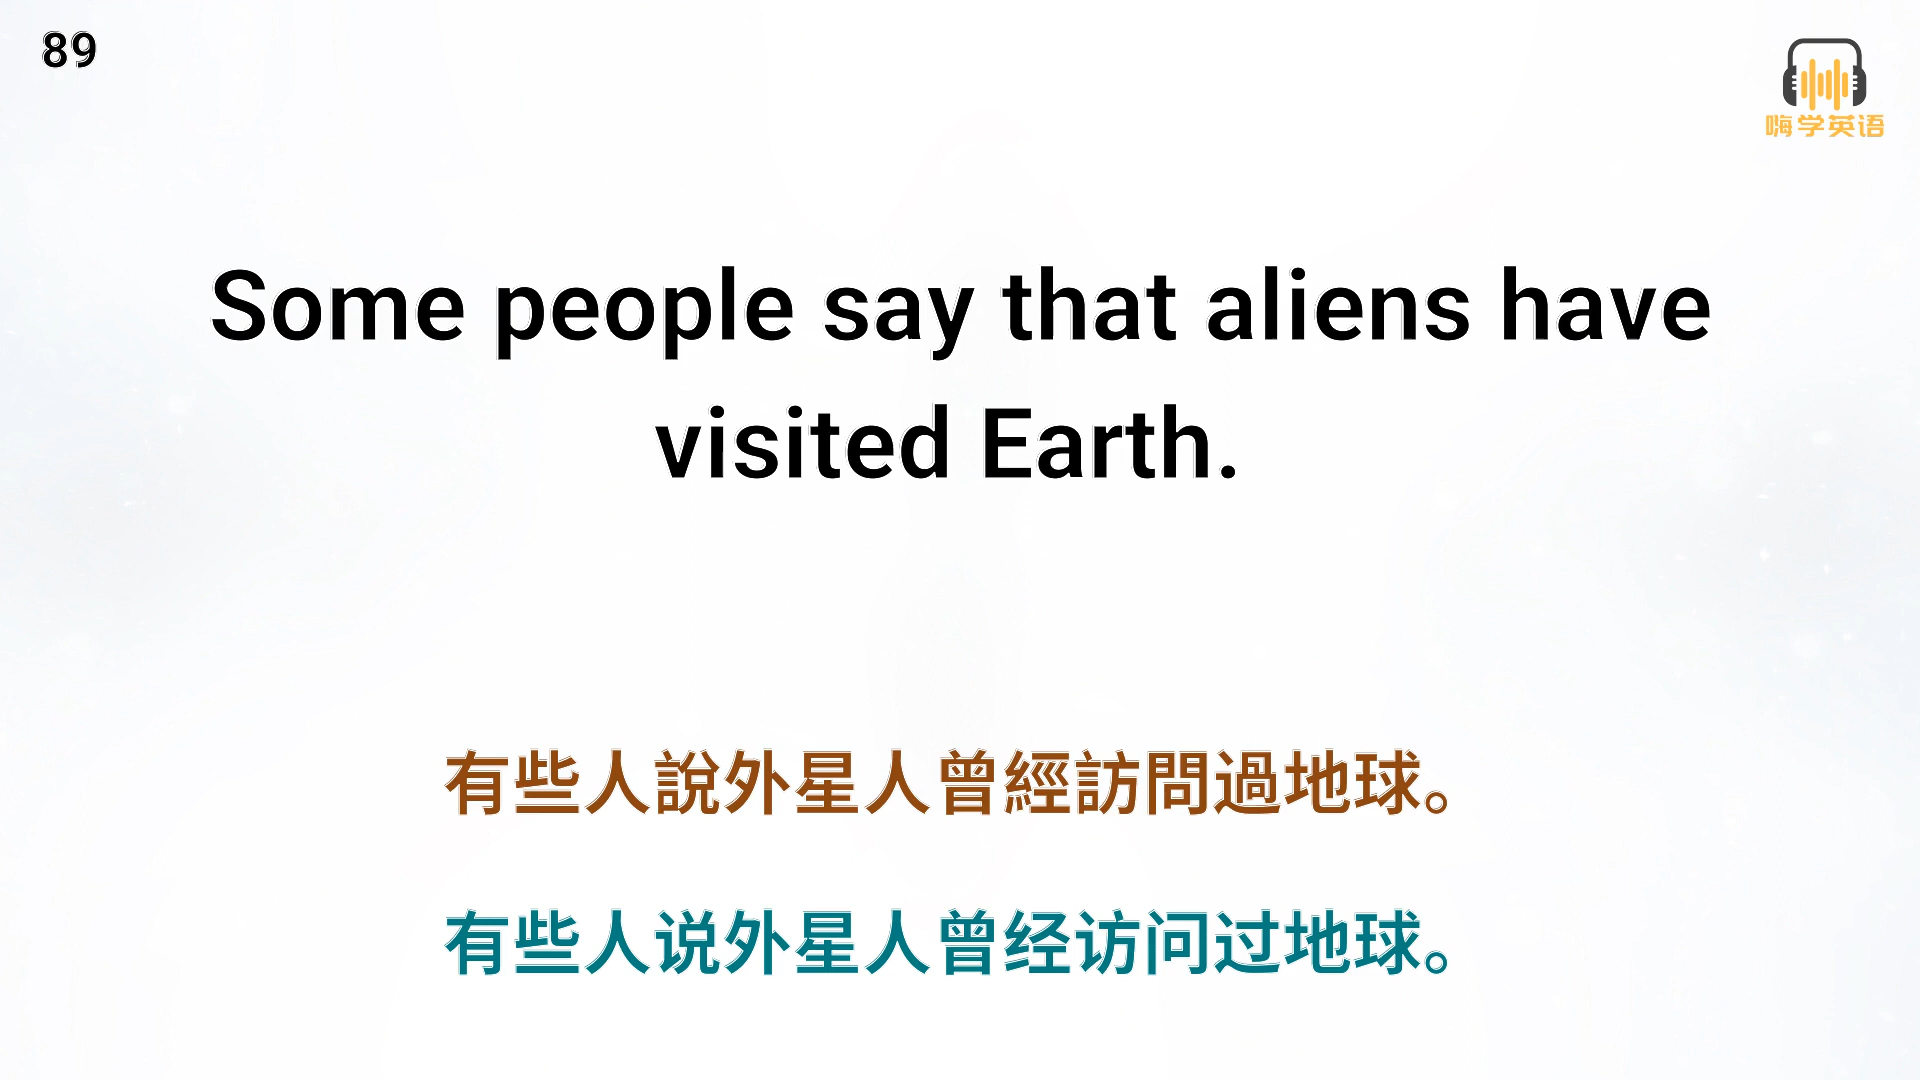 89
嗨学英语
Some people say that aliens have
visited Earth.
有些人說外星人曾經訪問過地球。
有些人说外星人曾经访问过地球。